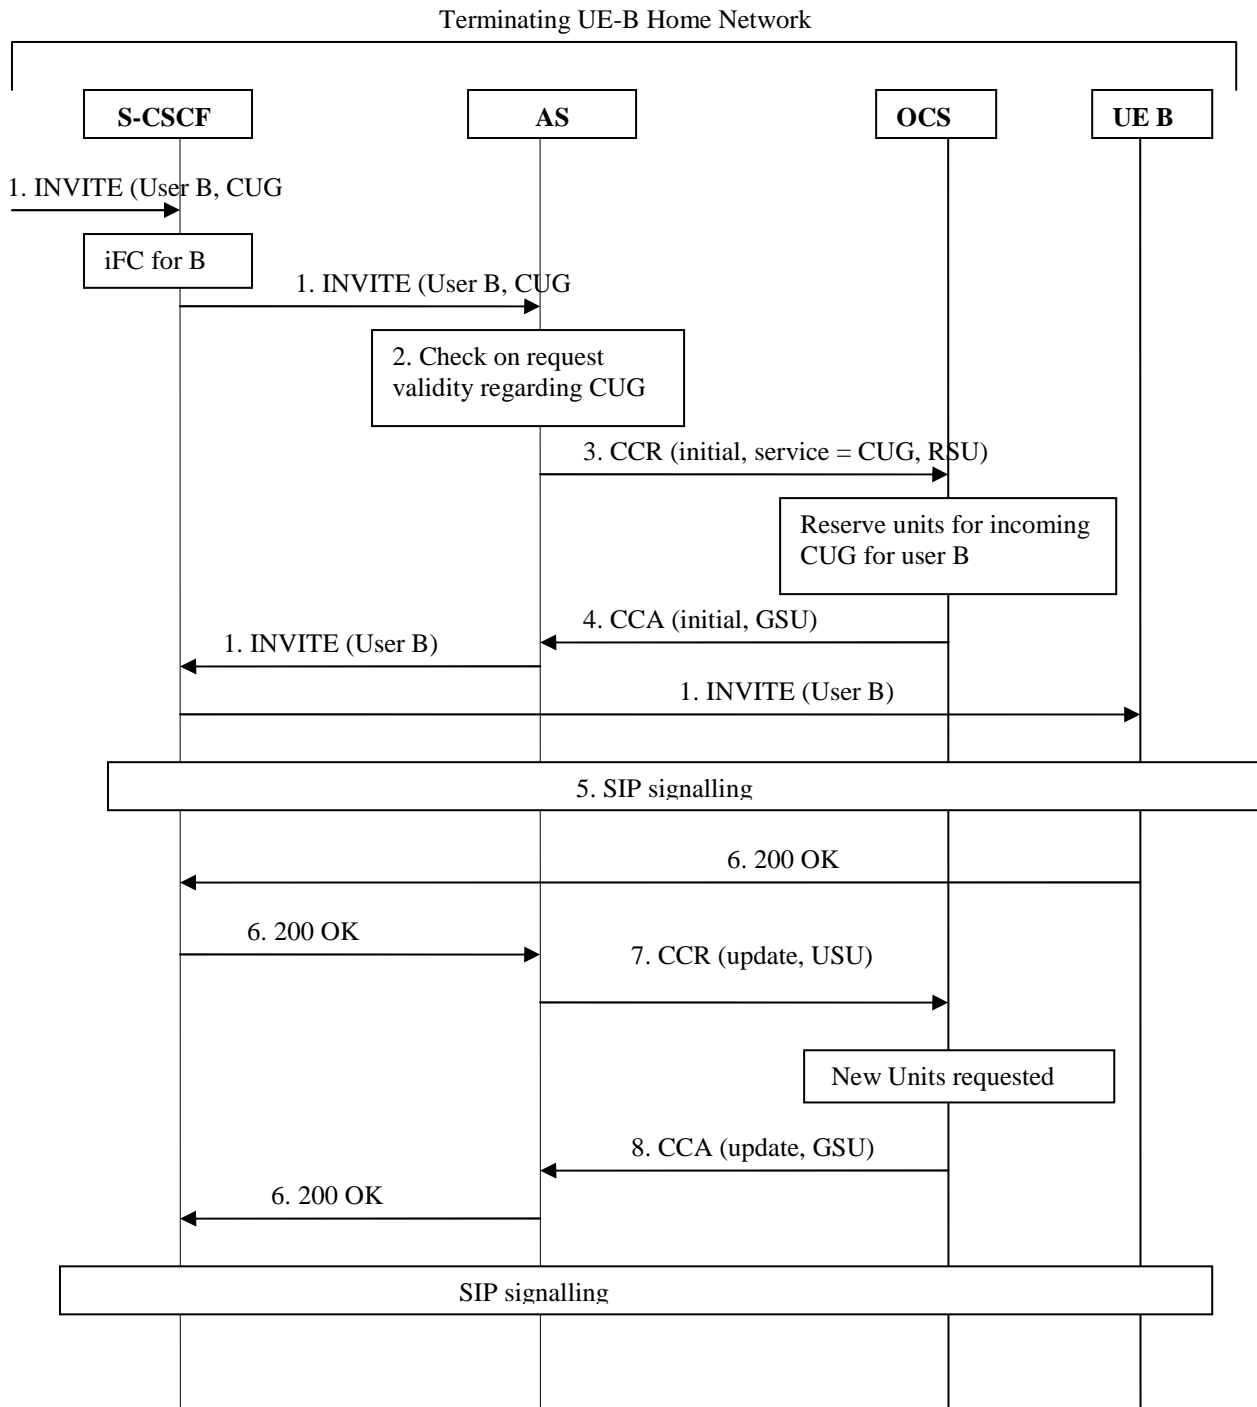 Terminating UE-B Home Network
S-CSCF
AS
OCS
UE B
1. INVITE (User B, CUG
iFC for B
1. INVITE (User B, CUG
2. Check on request
validity regarding CUG
3. CCR (initial, service = CUG, RSU)
Reserve units for incoming
CUG for user B
4. CCA (initial, GSU)
1. INVITE (User B)
1. INVITE (User B)
5. SIP signalling
6. 200 OK
6. 200 OK
7. CCR (update, USU)
New Units requested
8. CCA (update, GSU)
6. 200 OK
SIP signalling